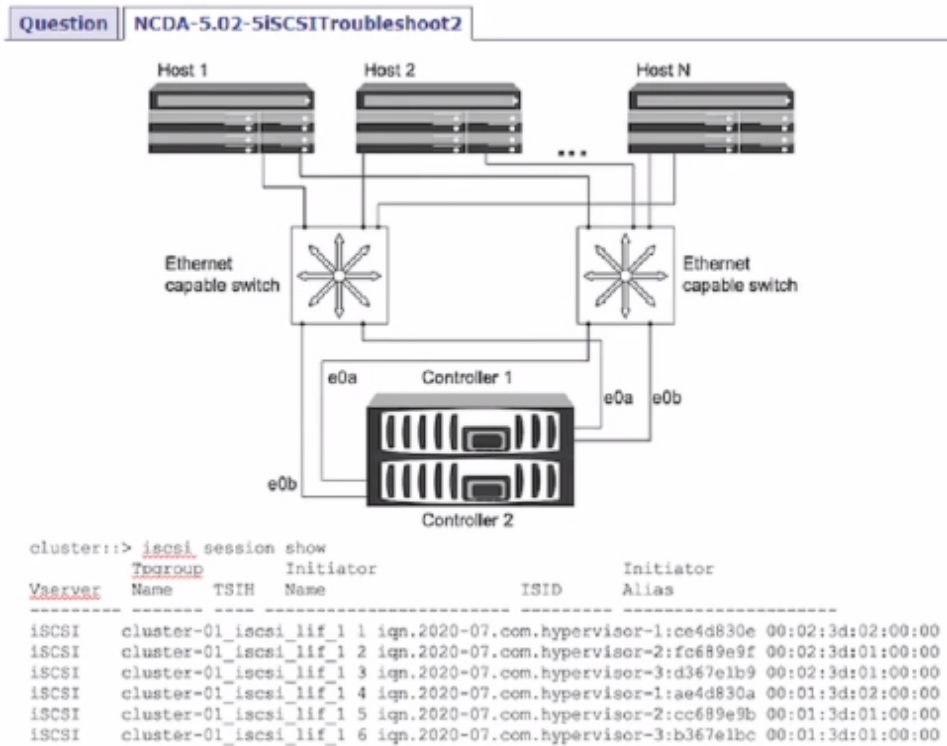 Question NCDA-5.02-5iSCSITroubleshoot2
Host 1 Host 2 Host N
...
Ethernet capable switch
Ethernet capable switch
e0a Controller 1 e0a e0b
e0b
Controller 2
cluster::> iscsi session show
Tpgroup Initiator Initiator
Vserver Name TSIH Name ISID Alias
--------- ------- ---- ------------------------- --------- ---------------------
iSCSI cluster-01_iscsi_lif_1 1 iqn.2020-07.com.hypervisor-1:ce4d830e 00:02:3d:02:00:00
iSCSI cluster-01_iscsi_lif_1 2 iqn.2020-07.com.hypervisor-2:fc689e9f 00:02:3d:01:00:00
iSCSI cluster-01_iscsi_lif_1 3 iqn.2020-07.com.hypervisor-3:d367e1b9 00:02:3d:01:00:00
iSCSI cluster-01_iscsi_lif_1 4 iqn.2020-07.com.hypervisor-1:ae4d830a 00:01:3d:02:00:00
iSCSI cluster-01_iscsi_lif_1 5 iqn.2020-07.com.hypervisor-2:cc689e9b 00:01:3d:01:00:00
iSCSI cluster-01_iscsi_lif_1 6 iqn.2020-07.com.hypervisor-3:b367e1bc 00:01:3d:01:00:00